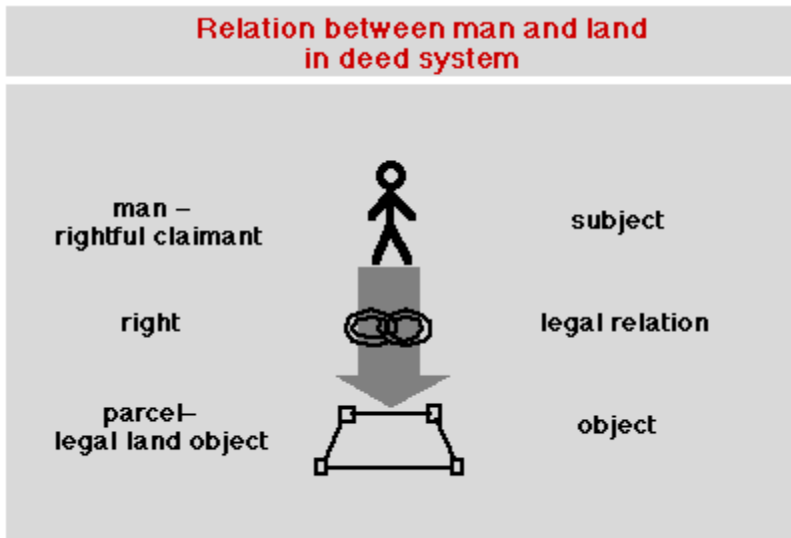 Relation between man and land
in deed system
man –
rightful claimant
subject
right
legal relation
parcel–
legal land object
object